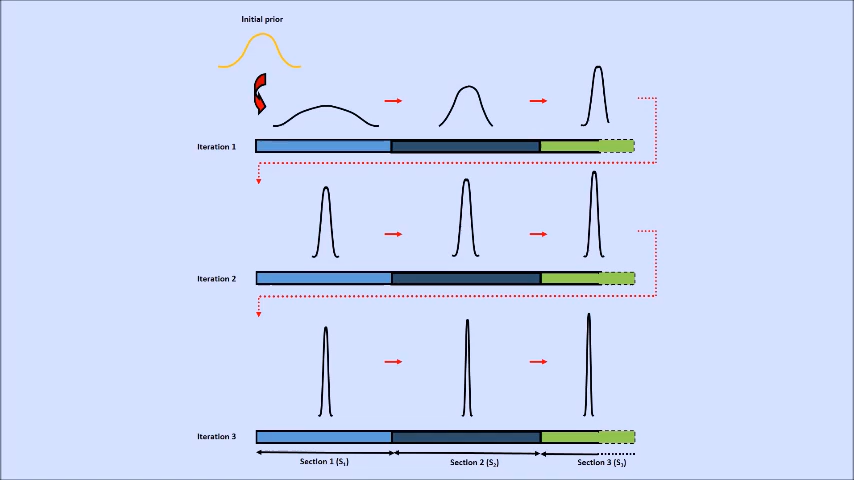 Initial prior
Iteration 1
Iteration 2
Iteration 3
Section 1 (S₁)
Section 2 (S₂)
Section 3 (S₃)